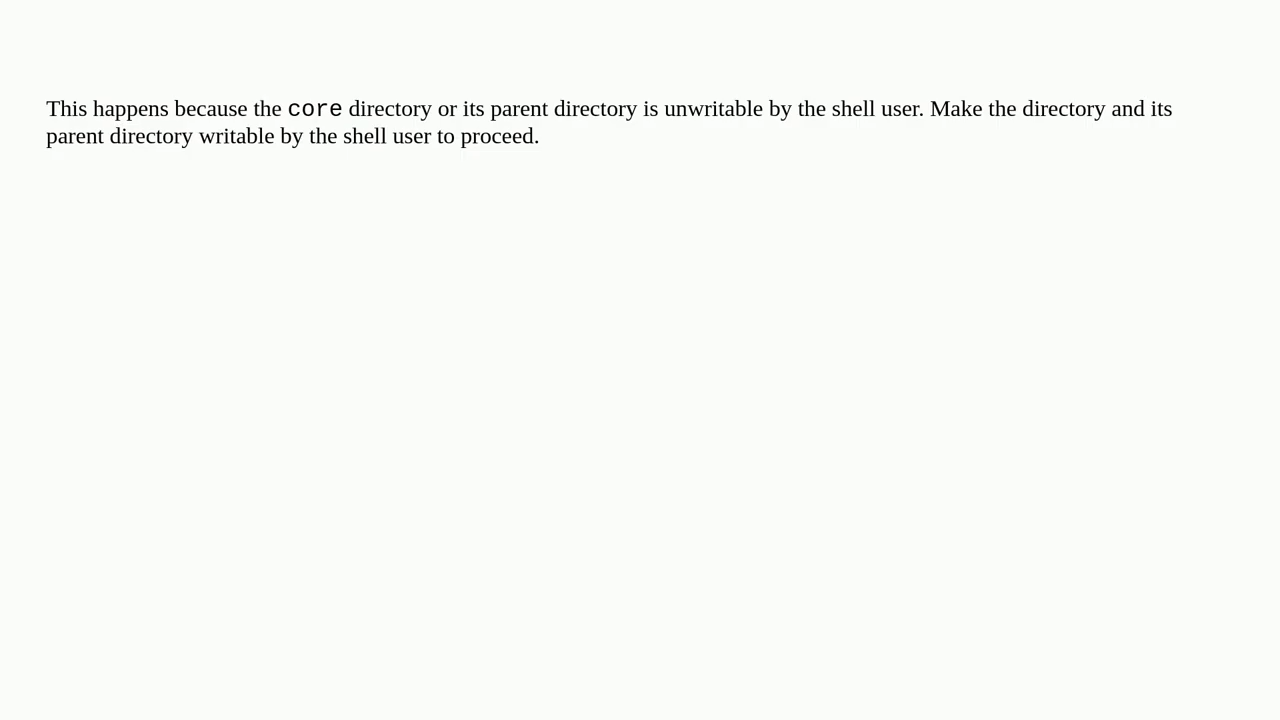 This happens because the core directory or its parent directory is unwritable by the shell user. Make the directory and its
parent directory writable by the shell user to proceed.